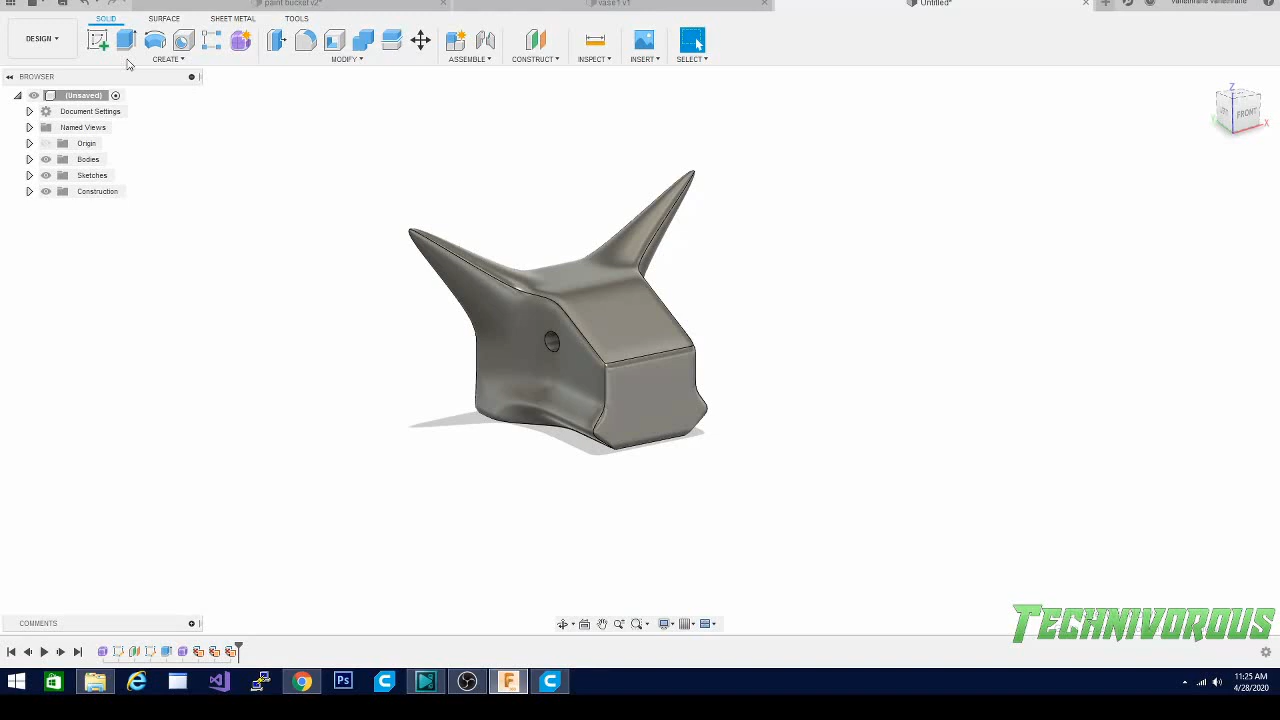 paint bucket v2*
vase1 v1
Untitled*
SOLID
SURFACE
SHEET METAL
TOOLS
DESIGN
CREATE
MODIFY
ASSEMBLE
CONSTRUCT
INSPECT
INSERT
SELECT
BROWSER
(Unsaved)
Document Settings
Named Views
Origin
Bodies
Sketches
Construction
Z
FRONT
X
COMMENTS
TECHNIVOROUS
Ps
F
11:25 AM
4/28/2020